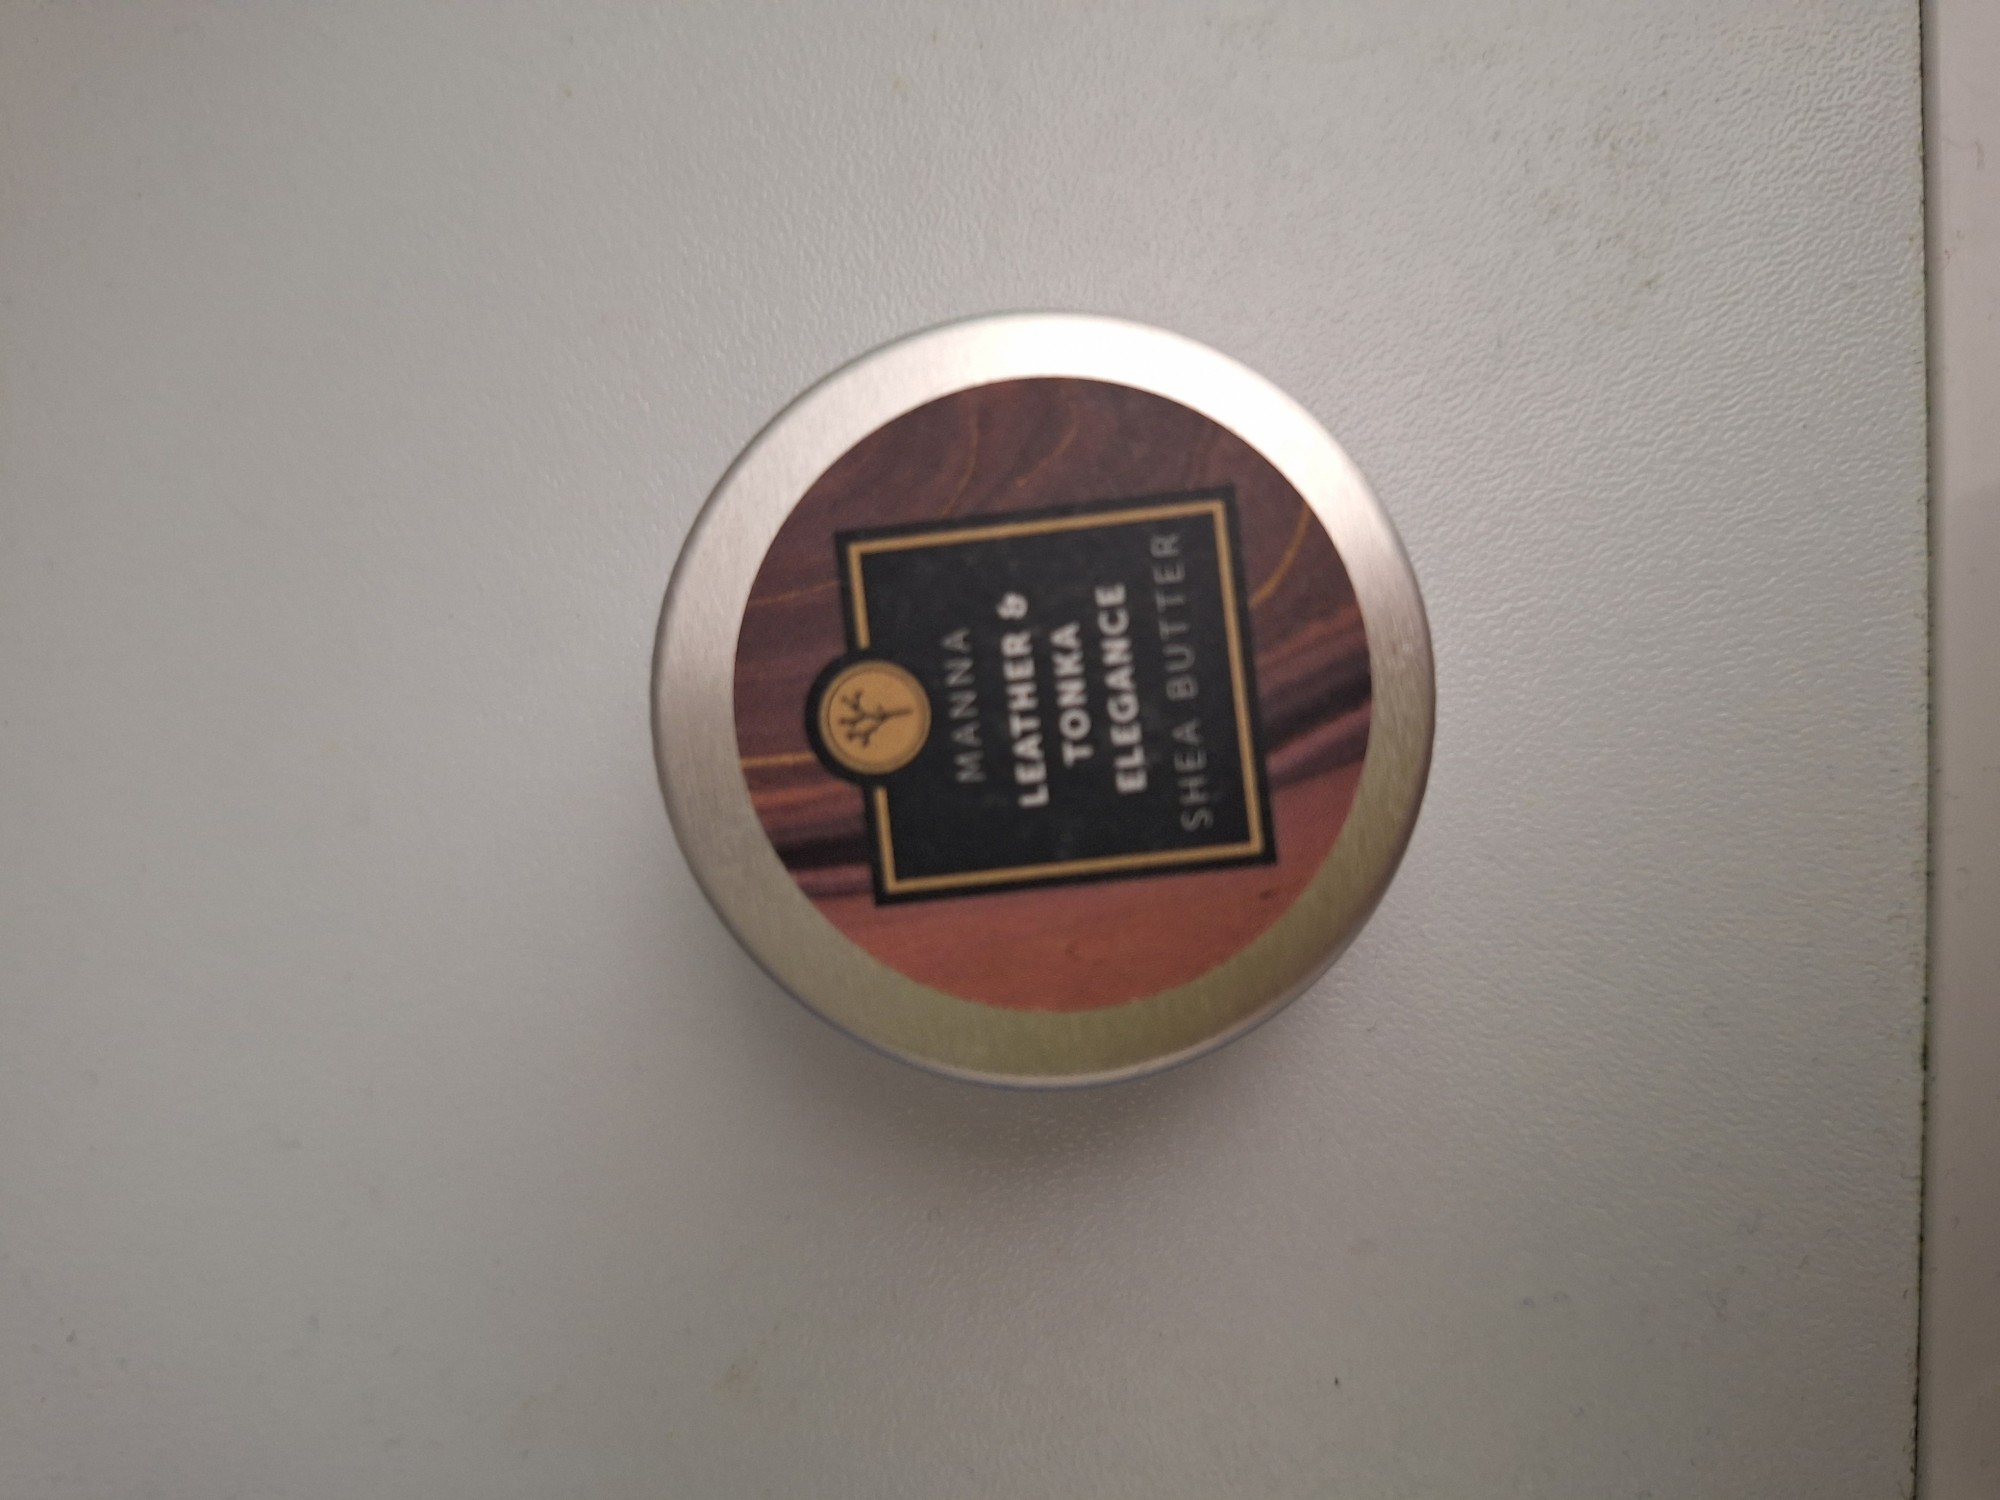 MANNA
LEATHER &
TONKA
ELEGANCE
SHEA BUTTER